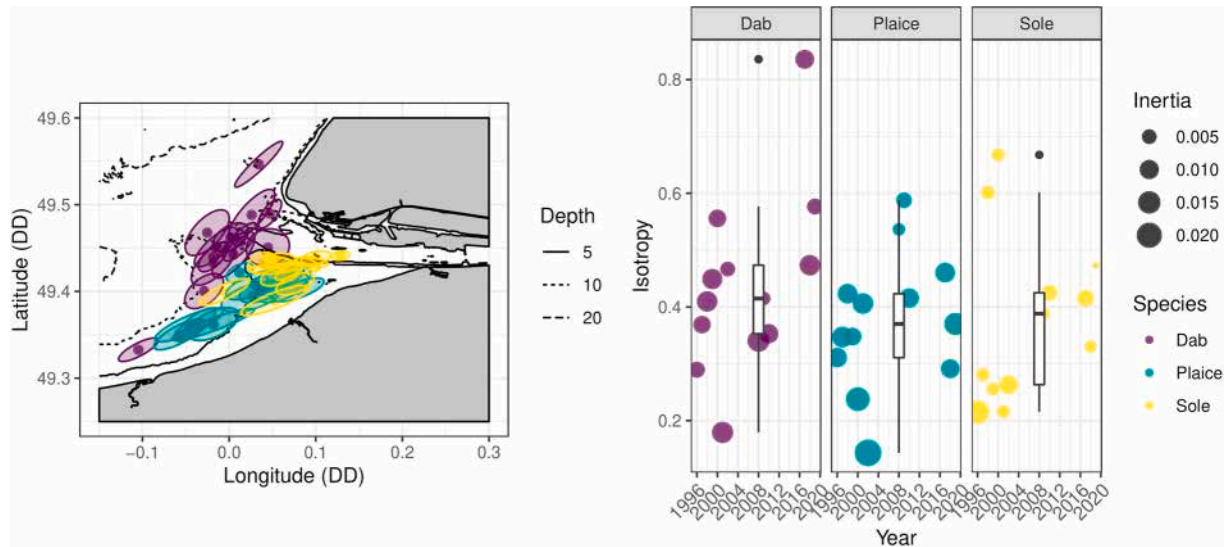 49.6
49.5
49.4
49.3
Latitude (DD)
−0.1 0.0 0.1 0.2 0.3
Longitude (DD)
Depth
5
10
20
Dab Plaice Sole
0.8
0.6
0.4
0.2
Isotropy
1996 2000 2004 2008 2012 2016 2020 1996 2000 2004 2008 2012 2016 2020 1996 2000 2004 2008 2012 2016 2020
Year
Inertia
0.005
0.010
0.015
0.020
Species
Dab
Plaice
Sole